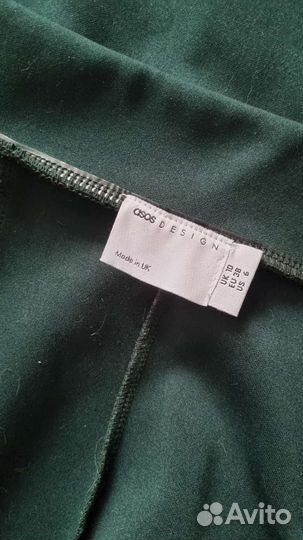 asos
DESIGN
Made in UK
UK 10
EU 38
US 6
Avito